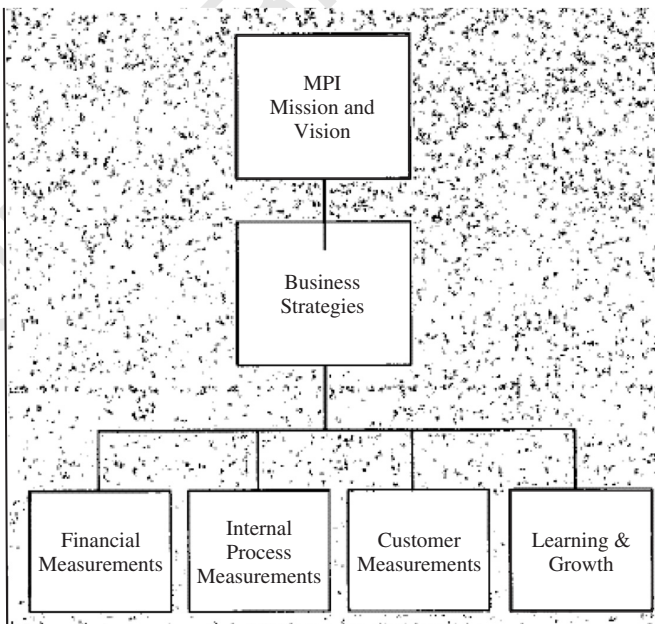 MPI
Mission and
Vision
Business
Strategies
Financial
Measurements
Internal
Process
Measurements
Customer
Measurements
Learning &
Growth